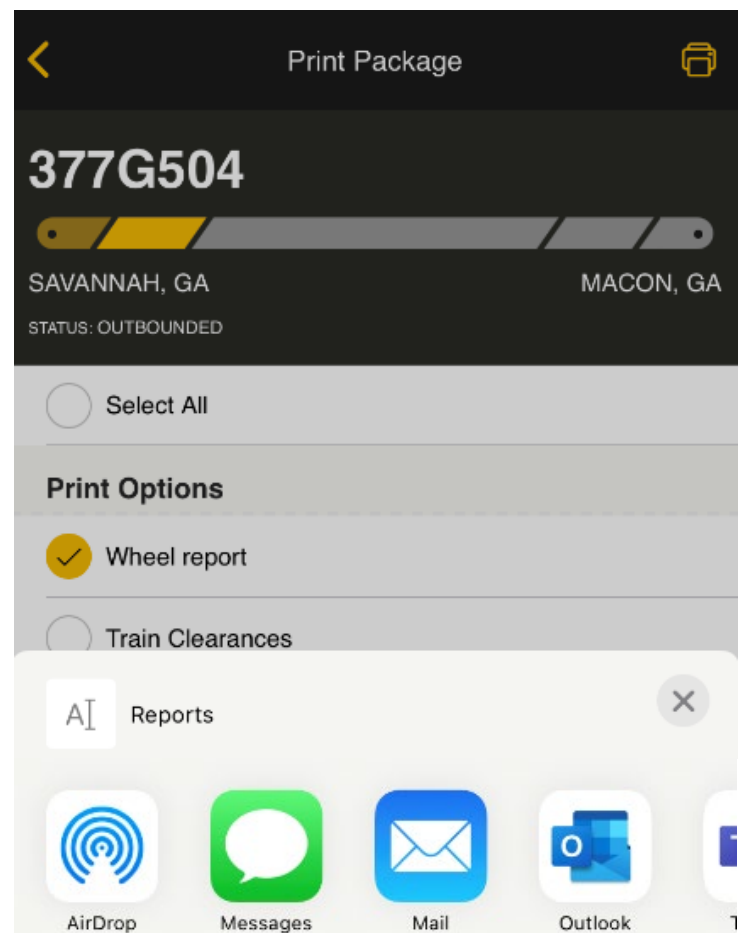 Print Package
377G504
SAVANNAH, GA MACON, GA
STATUS: OUTBOUNDED
Select All
Print Options
Wheel report
Train Clearances
A Reports
AirDrop Messages Mail Outlook T